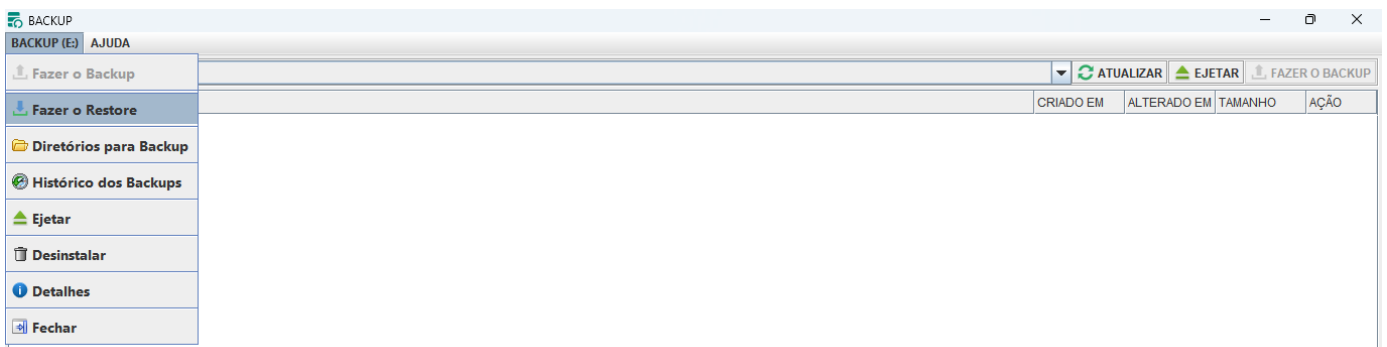 BACKUP
BACKUP (E:) AJUDA
Fazer o Backup
ATUALIZAR EJETAR FAZER O BACKUP
Fazer o Restore
CRIADO EM ALTERADO EM TAMANHO AÇÃO
Diretórios para Backup
Histórico dos Backups
Ejetar
Desinstalar
Detalhes
Fechar